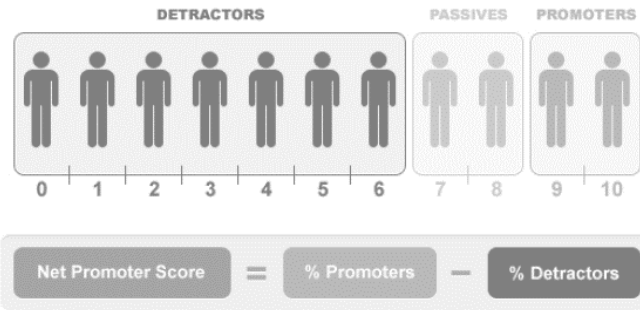 DETRACTORS PASSIVES PROMOTERS
0 1 2 3 4 5 6 7 8 9 10
Net Promoter Score = % Promoters − % Detractors